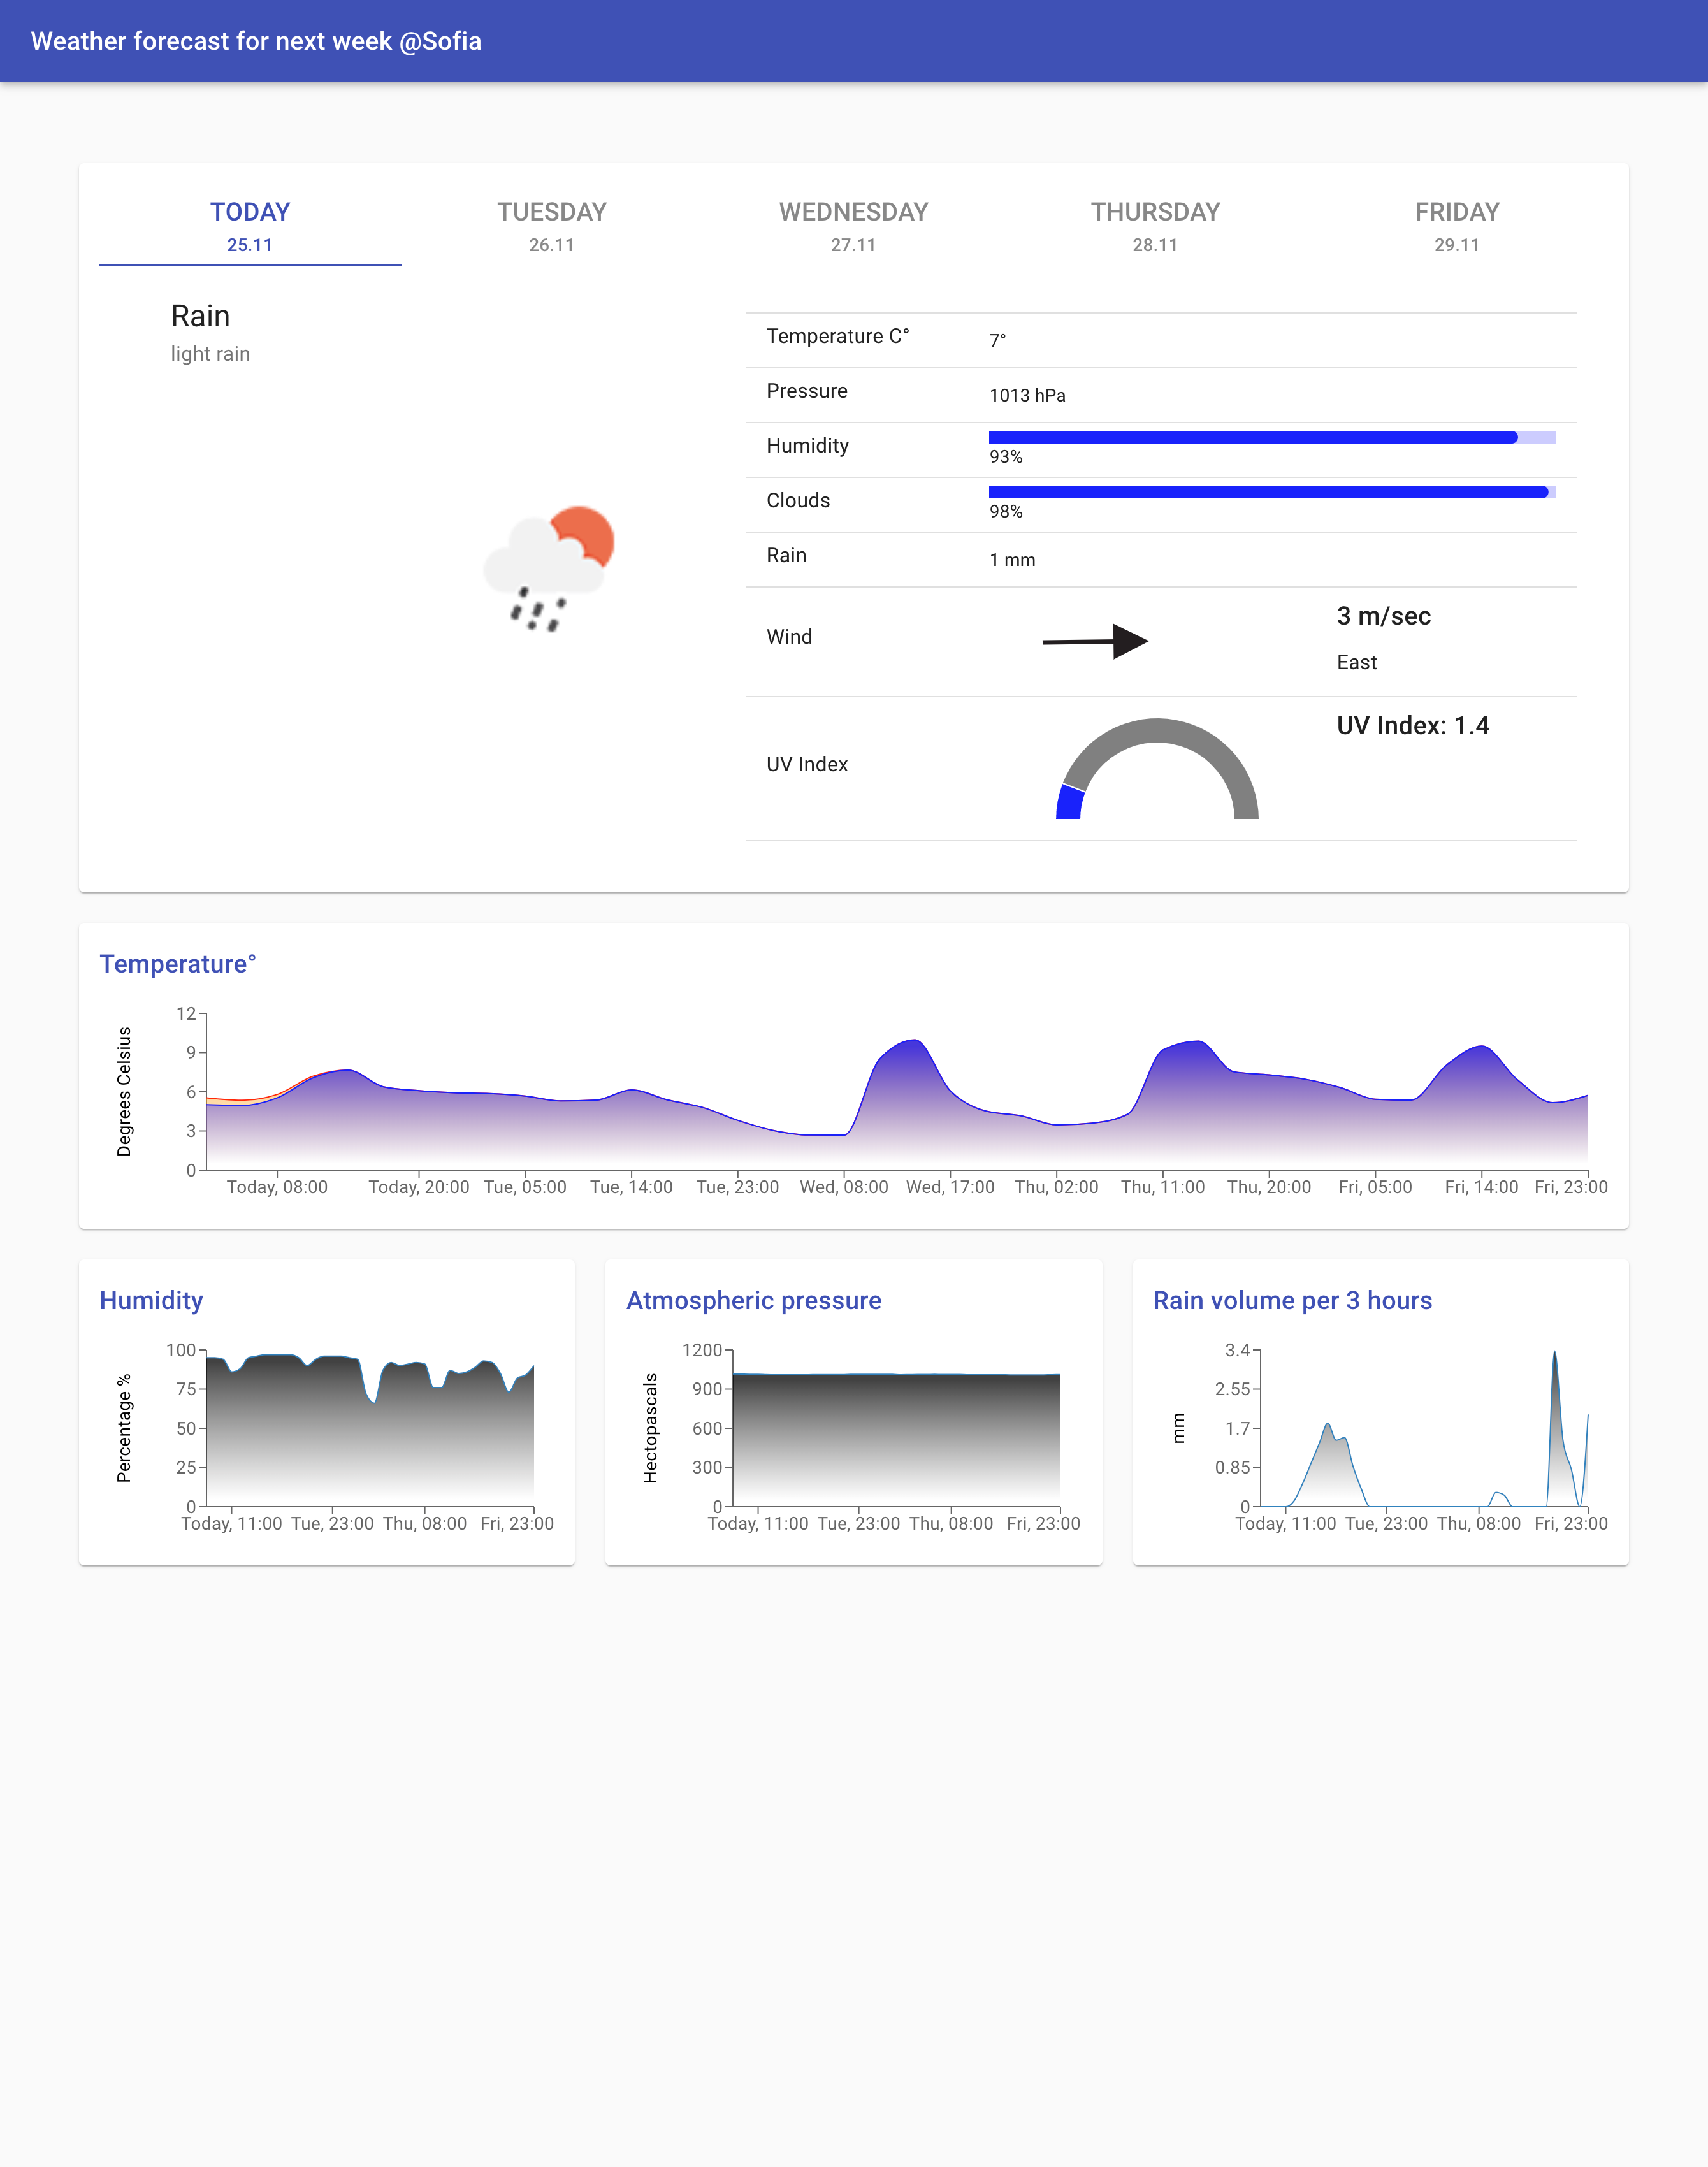 Weather forecast for next week @Sofia
TODAY
25.11
TUESDAY
26.11
WEDNESDAY
27.11
THURSDAY
28.11
FRIDAY
29.11
Rain
light rain
Temperature C°
7°
Pressure
1013 hPa
Humidity
93%
Clouds
98%
Rain
1 mm
Wind
3 m/sec
East
UV Index
UV Index: 1.4
Temperature°
Degrees Celsius
12
9
6
3
0
Today, 08:00
Today, 20:00
Tue, 05:00
Tue, 14:00
Tue, 23:00
Wed, 08:00
Wed, 17:00
Thu, 02:00
Thu, 11:00
Thu, 20:00
Fri, 05:00
Fri, 14:00
Fri, 23:00
Humidity
Percentage %
100
75
50
25
0
Today, 11:00
Tue, 23:00
Thu, 08:00
Fri, 23:00
Atmospheric pressure
Hectopascals
1200
900
600
300
0
Today, 11:00
Tue, 23:00
Thu, 08:00
Fri, 23:00
Rain volume per 3 hours
mm
3.4
2.55
1.7
0.85
0
Today, 11:00
Tue, 23:00
Thu, 08:00
Fri, 23:00